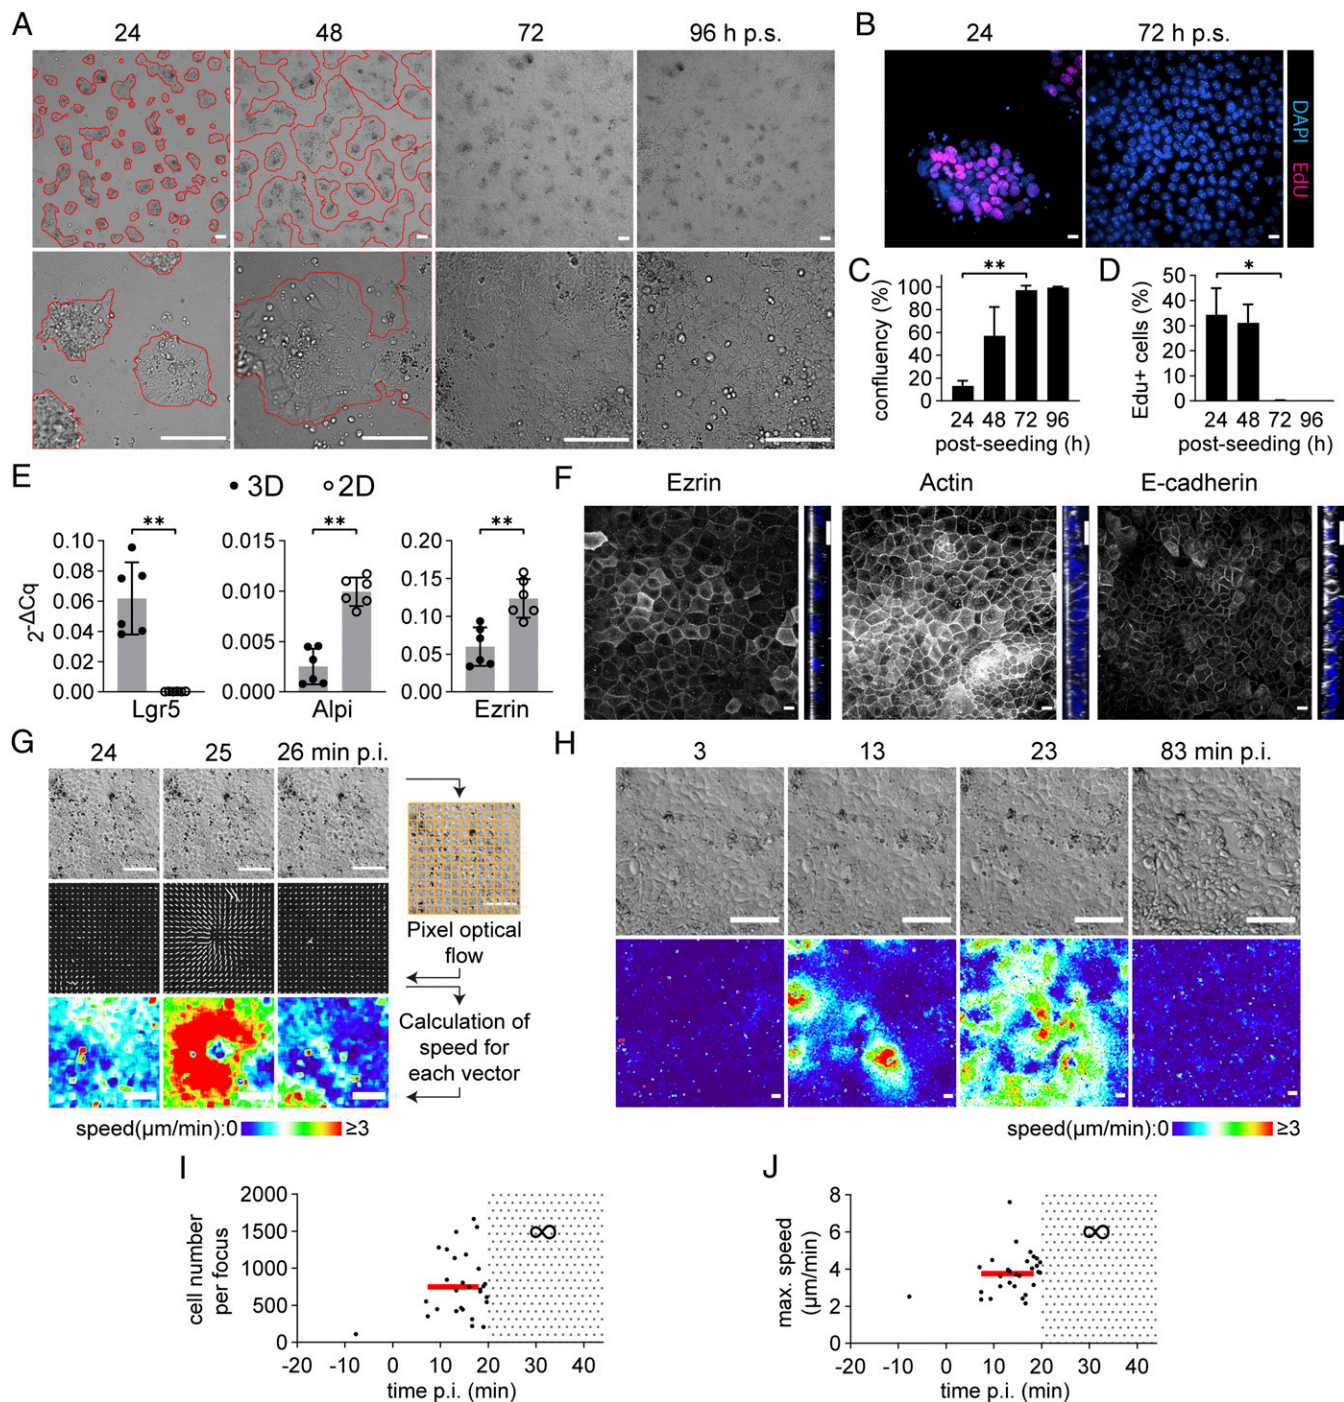 A
24 48 72 96 h p.s.
B
24 72 h p.s.
DAPI EdU
C
confluency (%)
100
80
60
40
20
0
**
24 48 72 96
post-seeding (h)
D
Edu+ cells (%)
50
40
30
20
10
0
*
24 48 72 96
post-seeding (h)
E
3D 2D
2^-ΔCq
0.10
0.08
0.06
0.04
0.02
0.00
**
Lgr5
0.015
0.010
0.005
0.000
**
Alpi
0.20
0.15
0.10
0.05
0.00
**
Ezrin
F
Ezrin Actin E-cadherin
G
24 25 26 min p.i.
Pixel optical
flow
Calculation of
speed for
each vector
speed(µm/min):0 ≥3
H
3 13 23 83 min p.i.
speed(µm/min):0 ≥3
I
cell number
per focus
2000
1500
1000
500
0
∞
-20 -10 0 10 20 30 40
time p.i. (min)
J
max. speed
(µm/min)
8
6
4
2
0
∞
-20 -10 0 10 20 30 40
time p.i. (min)